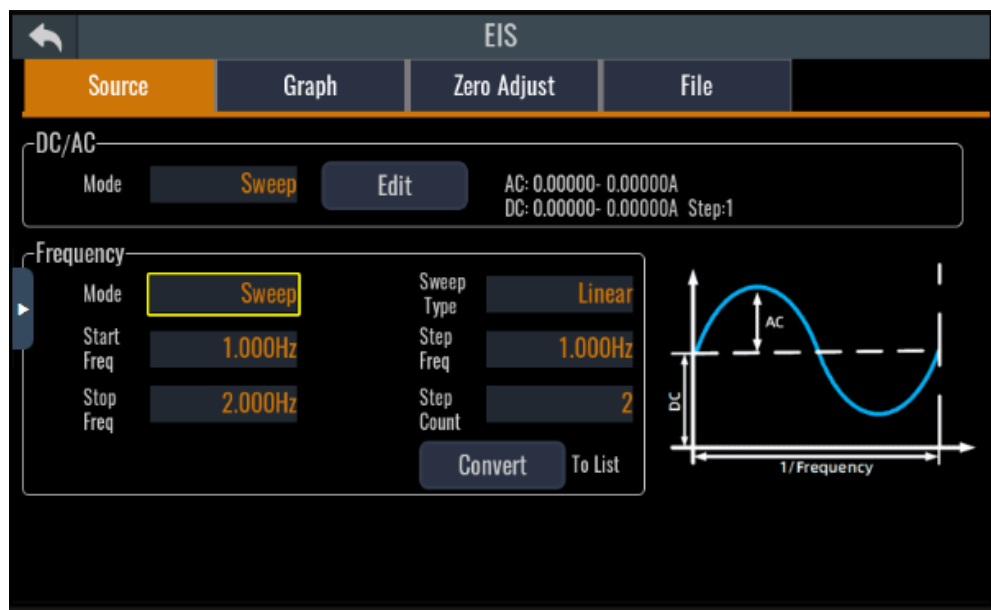 EIS
Source Graph Zero Adjust File
DC/AC
Mode Sweep Edit
AC: 0.00000- 0.00000A
DC: 0.00000- 0.00000A Step:1
Frequency
Mode Sweep
Sweep
Type
Linear
Start
Freq
1.000Hz
Step
Freq
1.000Hz
Stop
Freq
2.000Hz
Step
Count
2
Convert To List
AC
DC
1/Frequency